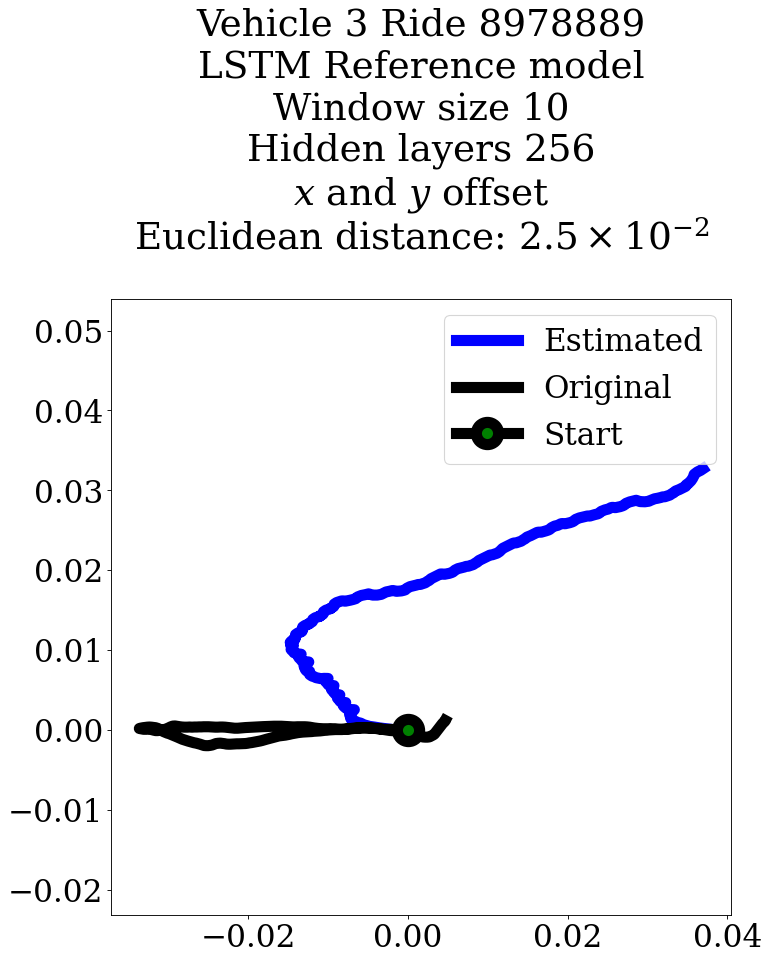 Vehicle 3 Ride 8978889
LSTM Reference model
Window size 10
Hidden layers 256
x and y offset
Euclidean distance: 2.5 × 10⁻²
Estimated
Original
Start
0.05
0.04
0.03
0.02
0.01
0.00
−0.01
−0.02
−0.02 0.00 0.02 0.04